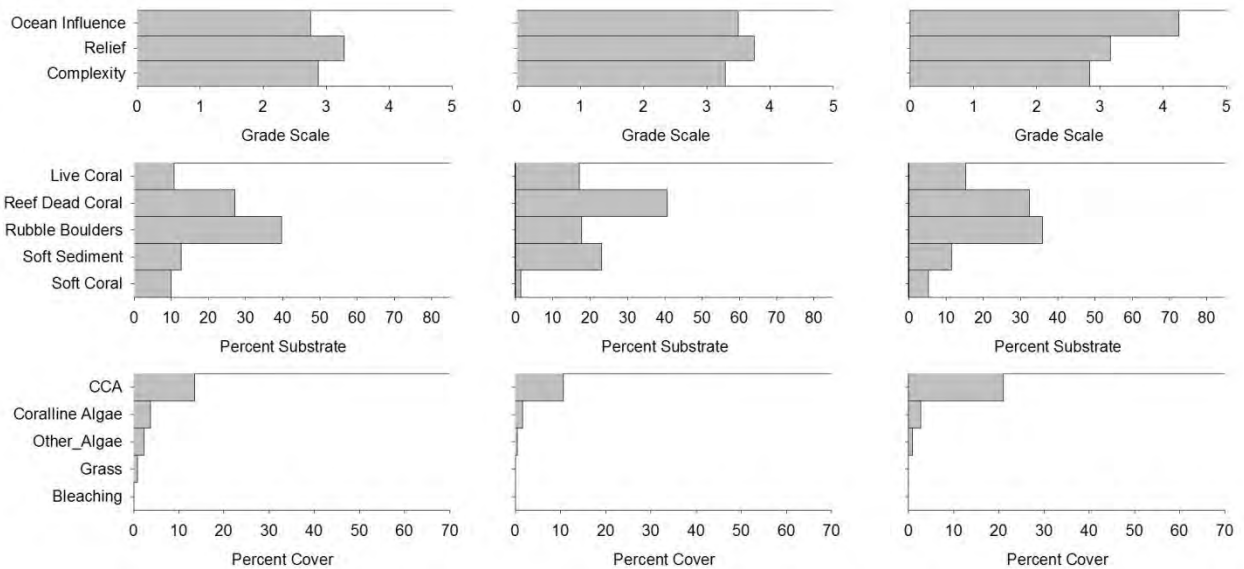 Ocean Influence
Relief
Complexity
0 1 2 3 4 5 0 1 2 3 4 5 0 1 2 3 4 5
Grade Scale Grade Scale Grade Scale
Live Coral
Reef Dead Coral
Rubble Boulders
Soft Sediment
Soft Coral
0 10 20 30 40 50 60 70 80 0 10 20 30 40 50 60 70 80 0 10 20 30 40 50 60 70 80
Percent Substrate Percent Substrate Percent Substrate
CCA
Coralline Algae
Other_Algae
Grass
Bleaching
0 10 20 30 40 50 60 70 0 10 20 30 40 50 60 70 0 10 20 30 40 50 60 70
Percent Cover Percent Cover Percent Cover